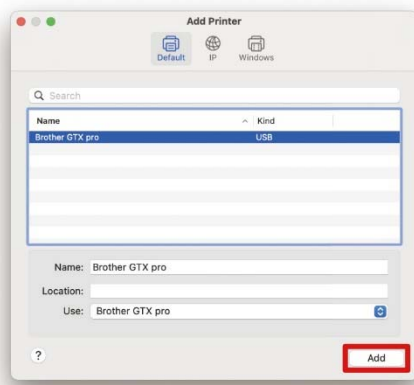 Add Printer
Default IP Windows
Search
Name Kind
Brother GTX pro USB
Name: Brother GTX pro
Location:
Use: Brother GTX pro
? Add